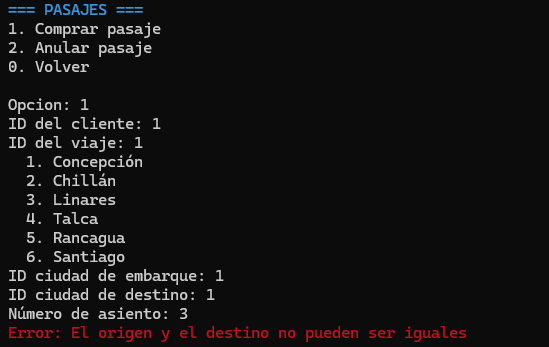 === PASAJES ===
1. Comprar pasaje
2. Anular pasaje
0. Volver
Opcion: 1
ID del cliente: 1
ID del viaje: 1
1. Concepción
2. Chillán
3. Linares
4. Talca
5. Rancagua
6. Santiago
ID ciudad de embarque: 1
ID ciudad de destino: 1
Número de asiento: 3
Error: El origen y el destino no pueden ser iguales